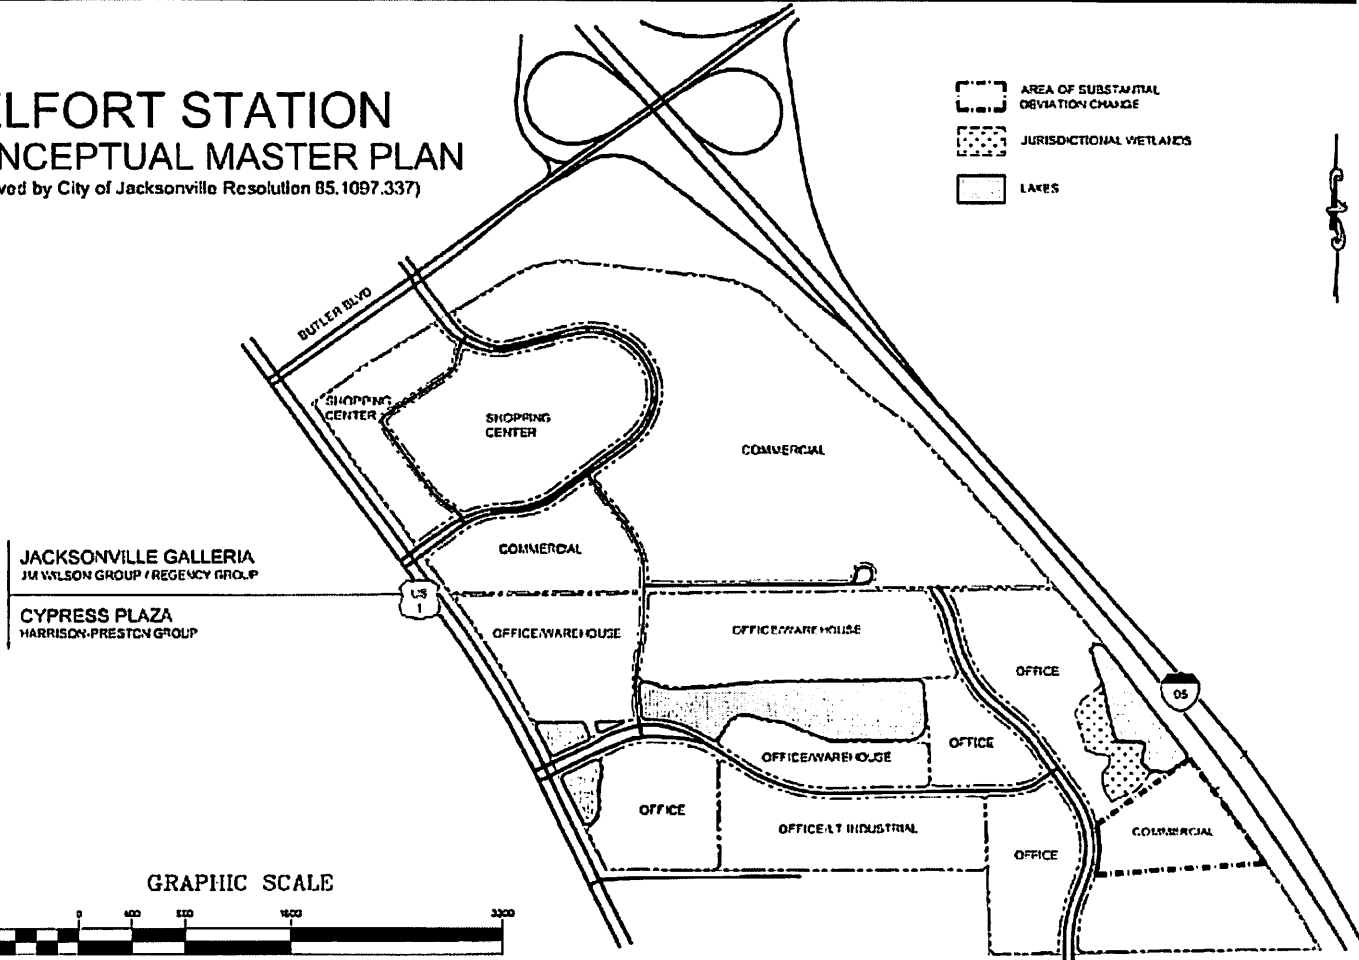 ELFORT STATION
NCEPTUAL MASTER PLAN
ved by City of Jacksonville Resolution 85.1097.337)
AREA OF SUBSTANTIAL
DEVIATION CHANGE
JURISDICTIONAL WETLANDS
LAKES
BUTLER BLVD
SHOPPING
CENTER
SHOPPING
CENTER
COMMERCIAL
COMMERCIAL
JACKSONVILLE GALLERIA
JM WILSON GROUP / REGENCY GROUP
US
1
CYPRESS PLAZA
HARRISON-PRESTON GROUP
OFFICE/WAREHOUSE
OFFICE/WAREHOUSE
OFFICE
95
OFFICE
OFFICE/WAREHOUSE
OFFICE
OFFICE/LT INDUSTRIAL
COMMERCIAL
OFFICE
GRAPHIC SCALE
0 400 1600